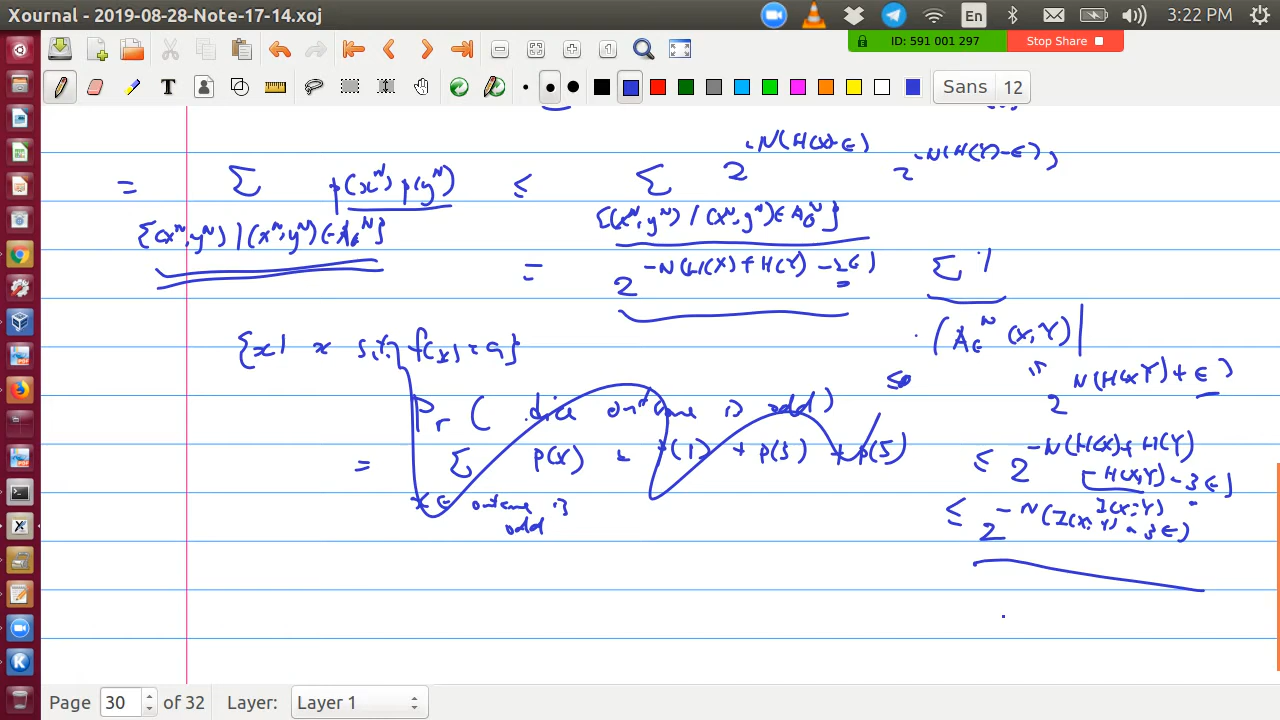 Xournal - 2019-08-28-Note-17-14.xoj
En
3:22 PM
ID: 591 001 297
Stop Share
T
Sans 12
= Σ p(x^N) p(y^N) ≤ Σ 2^{-N(H(X)-ε)} 2^{-N(H(Y)-ε)}
{(x^N, y^N) / (x^N, y^N) ∈ A_ε^N} {(x^N, y^N) / (x^N, y^N) ∈ A_ε^N}
= 2^{-N(H(X)+H(Y)-2ε)} Σ 1
|A_ε^N (X,Y)|
{x | x s.t. f(x) = a}
2^{N(H(X,Y)+ε)}
Pr ( dice outcome is odd)
= Σ p(x) = p(1) + p(3) + p(5)
x ∈ outcome is odd
≤ 2^{-N(H(X)+H(Y)
-H(X,Y)-3ε]
I(X;Y)
≤ 2^{-N(I(X;Y)-3ε)}
Page 30 of 32 Layer: Layer 1